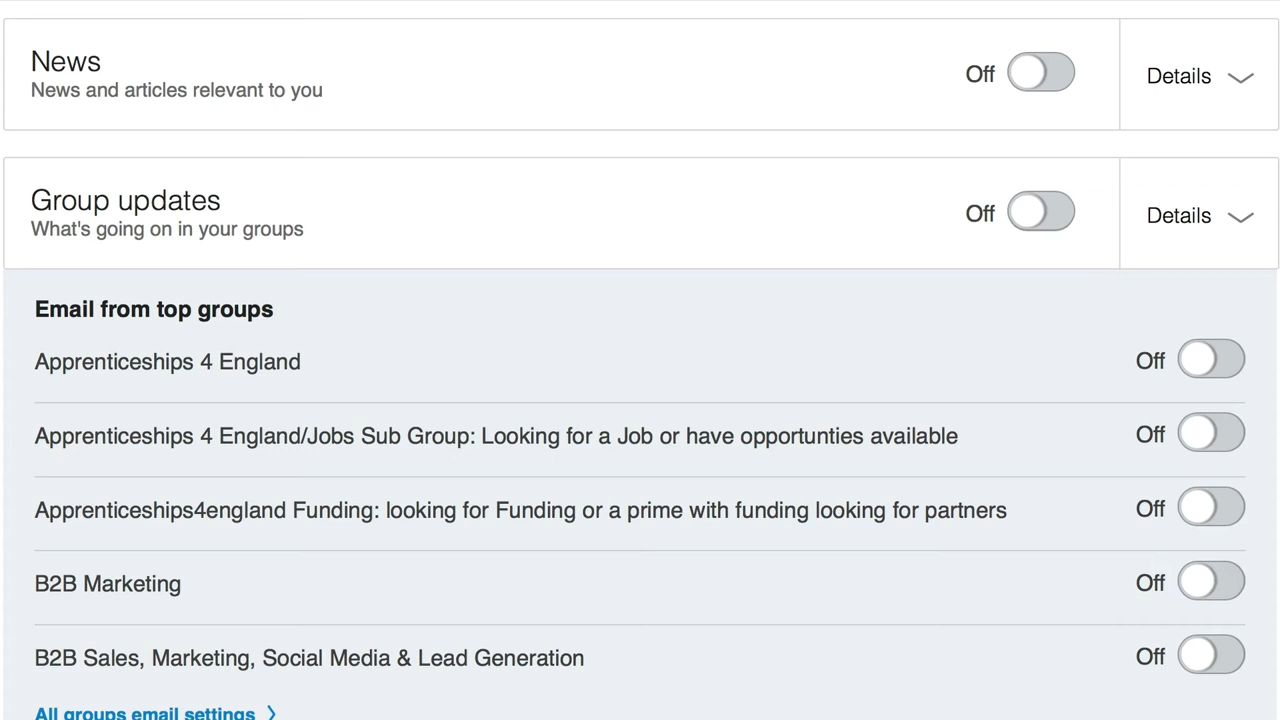 News
News and articles relevant to you
Off
Details
Group updates
What's going on in your groups
Off
Details
Email from top groups
Apprenticeships 4 England
Off
Apprenticeships 4 England/Jobs Sub Group: Looking for a Job or have opportunties available
Off
Apprenticeships4england Funding: looking for Funding or a prime with funding looking for partners
Off
B2B Marketing
Off
B2B Sales, Marketing, Social Media & Lead Generation
Off
All groups email settings